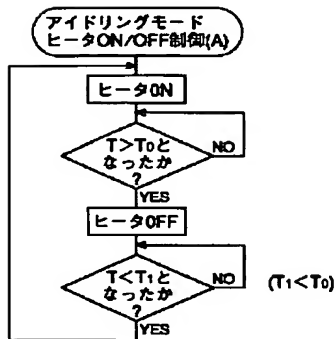 アイドリングモード
ヒータON/OFF制御(A)
ヒータON
T>T0と
なったか
?
NO
YES
ヒータOFF
T<T1と
なったか
?
NO
(T1<T0)
YES